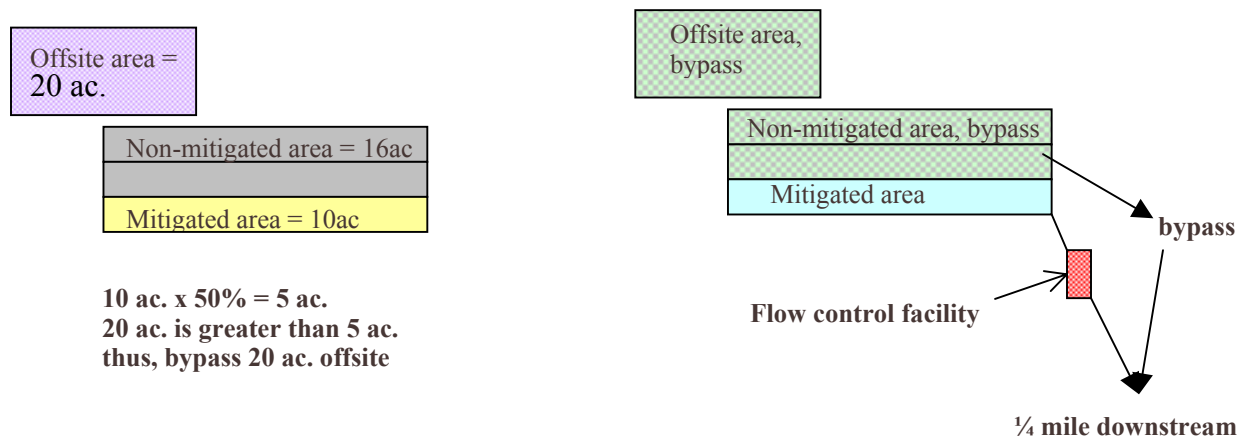 Offsite area =
20 ac.
Non-mitigated area = 16ac
Mitigated area = 10ac
10 ac. x 50% = 5 ac.
20 ac. is greater than 5 ac.
thus, bypass 20 ac. offsite
Offsite area,
bypass
Non-mitigated area, bypass
Mitigated area
bypass
Flow control facility
¼ mile downstream